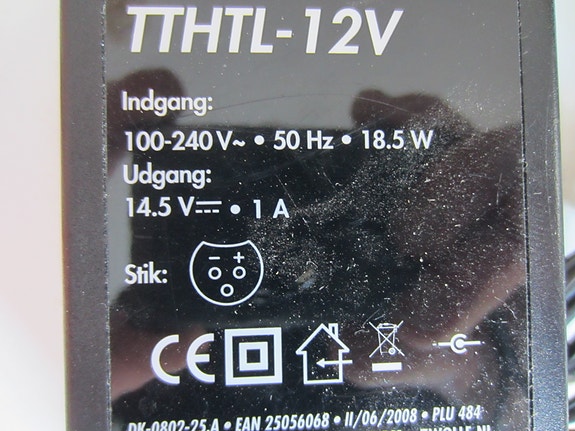 TTHTL-12V
Indgang:
100-240 V~ • 50 Hz • 18.5 W
Udgang:
14.5 V⎓ • 1 A
Stik: - +
CE
DK-0802-25.A • EAN 25056068 • II/06/2008 • PLU 484